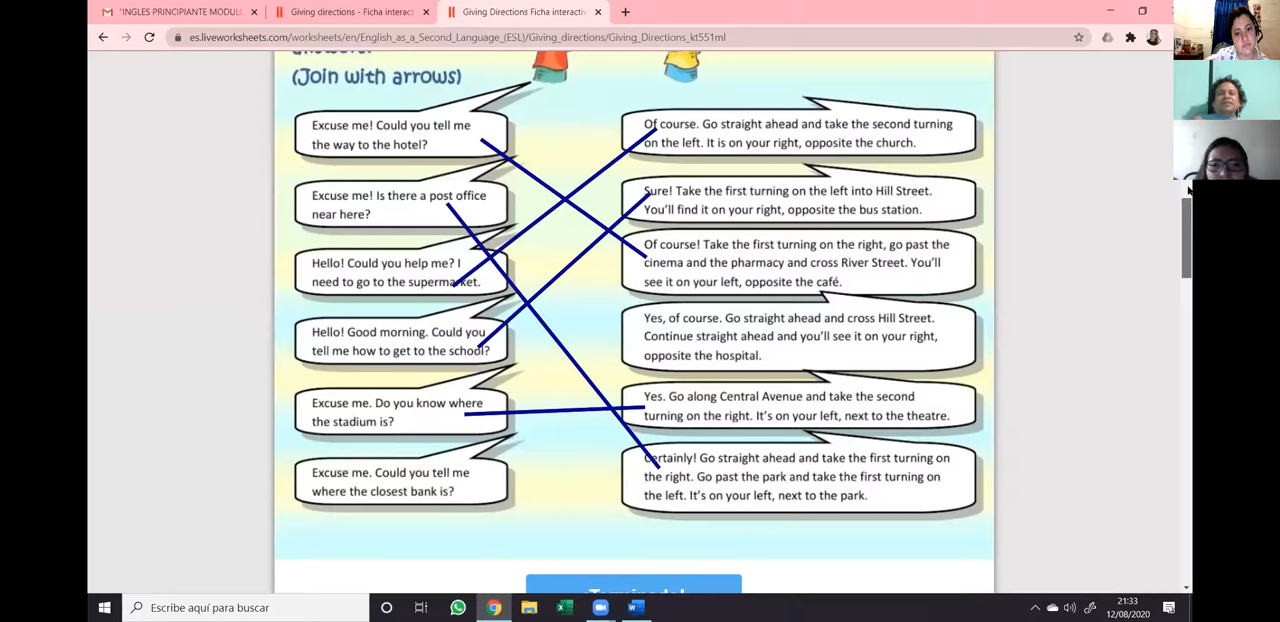 "INGLES PRINCIPIANTE MODUL
Giving directions - Ficha interact
Giving Directions Ficha interactiv
es.liveworksheets.com/worksheets/en/English_as_a_Second_Language_(ESL)/Giving_directions/Giving_Directions_kt551ml
(Join with arrows)
Excuse me! Could you tell me
the way to the hotel?
Excuse me! Is there a post office
near here?
Hello! Could you help me? I
need to go to the supermarket.
Hello! Good morning. Could you
tell me how to get to the school?
Excuse me. Do you know where
the stadium is?
Excuse me. Could you tell me
where the closest bank is?
Of course. Go straight ahead and take the second turning
on the left. It is on your right, opposite the church.
Sure! Take the first turning on the left into Hill Street.
You'll find it on your right, opposite the bus station.
Of course! Take the first turning on the right, go past the
cinema and the pharmacy and cross River Street. You'll
see it on your left, opposite the café.
Yes, of course. Go straight ahead and cross Hill Street.
Continue straight ahead and you'll see it on your right,
opposite the hospital.
Yes. Go along Central Avenue and take the second
turning on the right. It's on your left, next to the theatre.
Certainly! Go straight ahead and take the first turning on
the right. Go past the park and take the first turning on
the left. It's on your left, next to the park.
Escribe aquí para buscar
21:33
12/08/2020